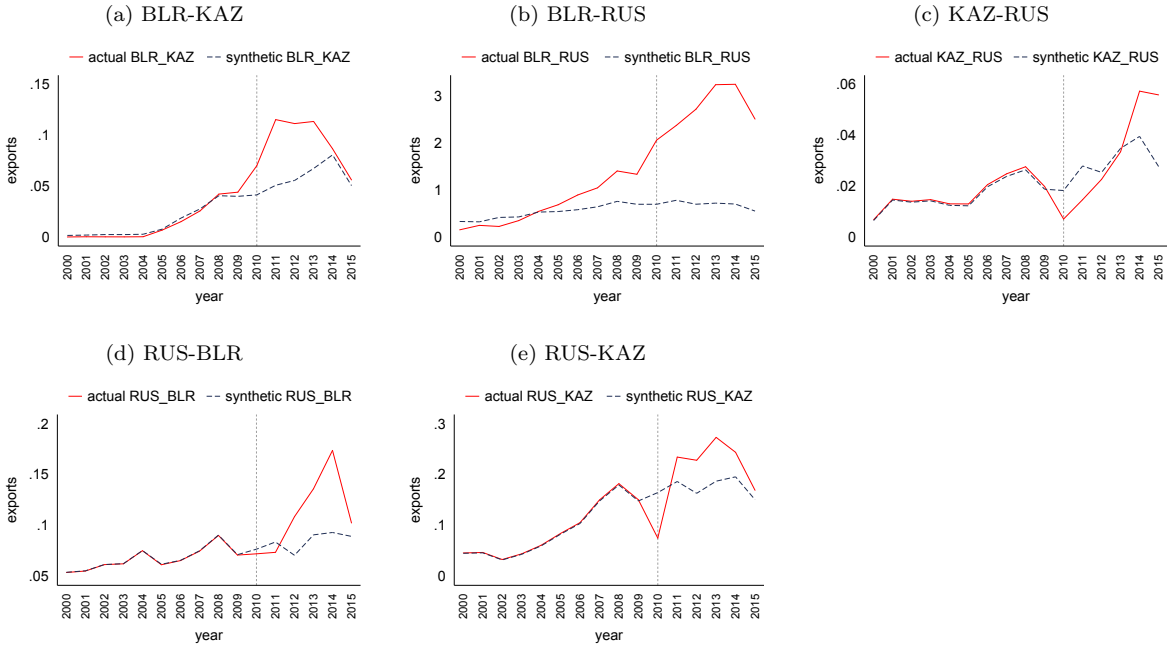 (a) BLR-KAZ
actual BLR_KAZ synthetic BLR_KAZ
.15
.1
.05
0
exports
2000 2001 2002 2003 2004 2005 2006 2007 2008 2009 2010 2011 2012 2013 2014 2015
year
(b) BLR-RUS
actual BLR_RUS synthetic BLR_RUS
3
2
1
0
exports
2000 2001 2002 2003 2004 2005 2006 2007 2008 2009 2010 2011 2012 2013 2014 2015
year
(c) KAZ-RUS
actual KAZ_RUS synthetic KAZ_RUS
.06
.04
.02
0
exports
2000 2001 2002 2003 2004 2005 2006 2007 2008 2009 2010 2011 2012 2013 2014 2015
year
(d) RUS-BLR
actual RUS_BLR synthetic RUS_BLR
.2
.15
.1
.05
exports
2000 2001 2002 2003 2004 2005 2006 2007 2008 2009 2010 2011 2012 2013 2014 2015
year
(e) RUS-KAZ
actual RUS_KAZ synthetic RUS_KAZ
.3
.2
.1
0
exports
2000 2001 2002 2003 2004 2005 2006 2007 2008 2009 2010 2011 2012 2013 2014 2015
year